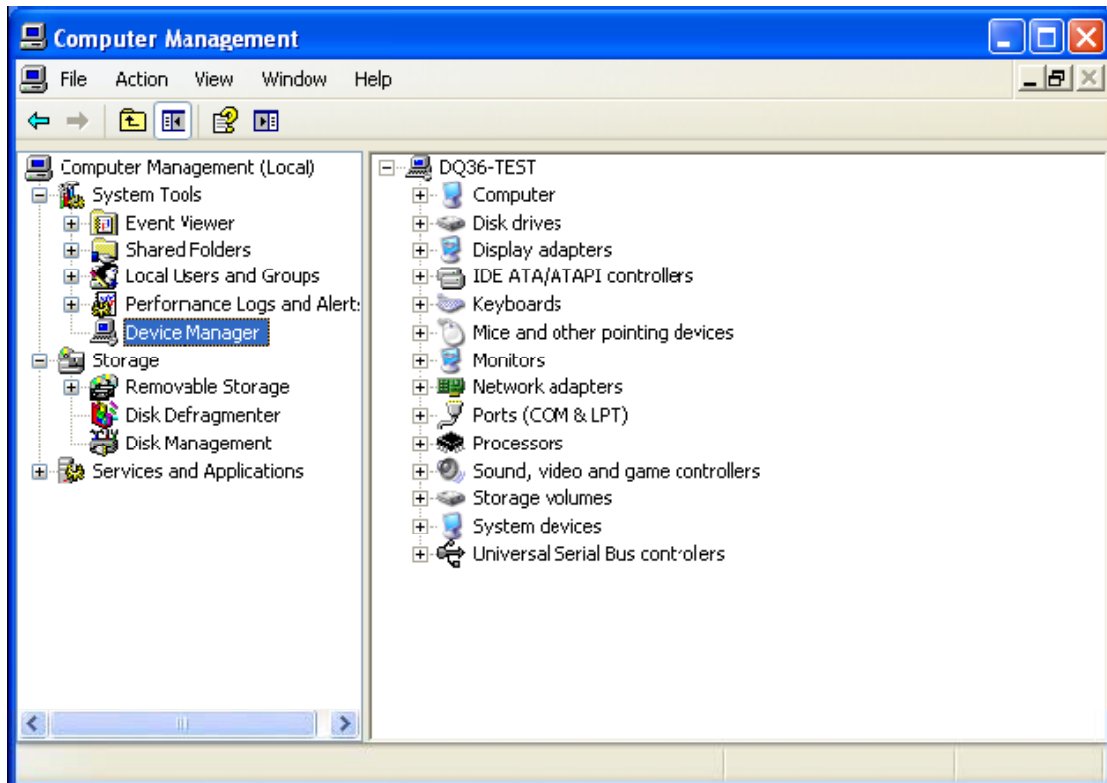 Computer Management
File Action View Window Help
Computer Management (Local)
System Tools
Event Viewer
Shared Folders
Local Users and Groups
Performance Logs and Alert
Device Manager
Storage
Removable Storage
Disk Defragmenter
Disk Management
Services and Applications
DQ36-TEST
Computer
Disk drives
Display adapters
IDE ATA/ATAPI controllers
Keyboards
Mice and other pointing devices
Monitors
Network adapters
Ports (COM & LPT)
Processors
Sound, video and game controllers
Storage volumes
System devices
Universal Serial Bus controllers